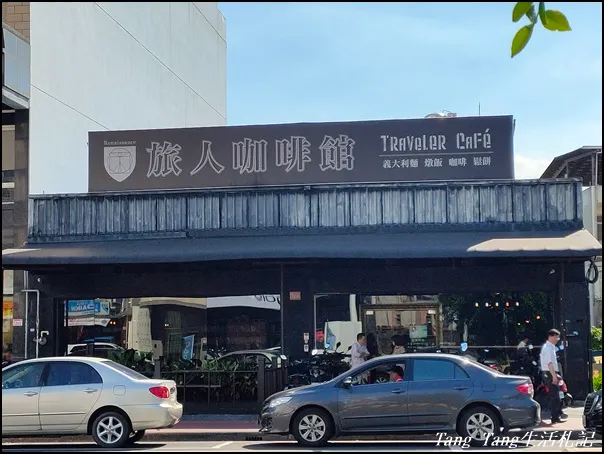 Renaissance
旅人咖啡館
TRAVELER CAFÉ
義大利麵 燉飯 咖啡 鬆餅
Tang Tang生活札記